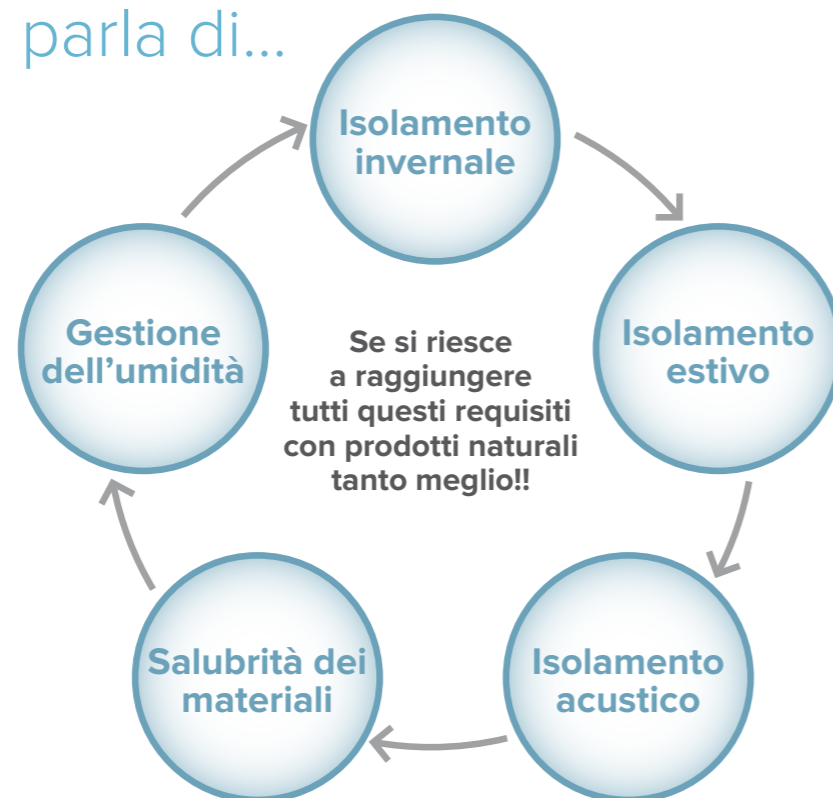 parla di...
Isolamento
invernale
Isolamento
estivo
Isolamento
acustico
Salubrità dei
materiali
Gestione
dell’umidità
Se si riesce
a raggiungere
tutti questi requisiti
con prodotti naturali
tanto meglio!!